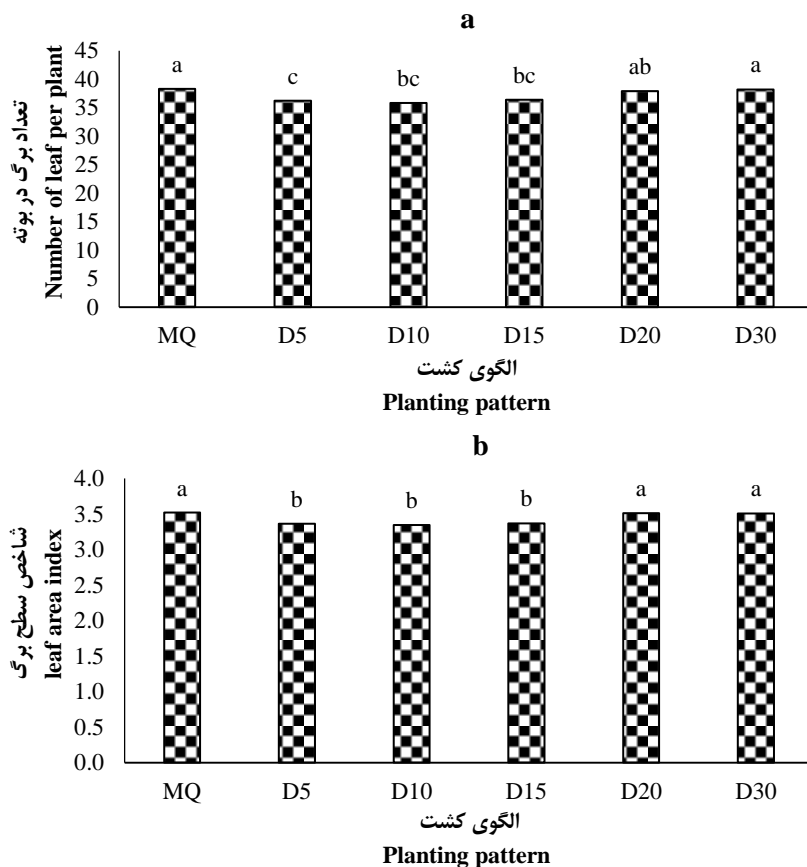 a
تعداد برگ در بوته
Number of leaf per plant
45
40
35
30
25
20
15
10
5
0
a c bc bc ab a
MQ D5 D10 D15 D20 D30
الگوی کشت
Planting pattern
b
شاخص سطح برگ
leaf area index
4.0
3.5
3.0
2.5
2.0
1.5
1.0
0.5
0.0
a b b b a a
MQ D5 D10 D15 D20 D30
الگوی کشت
Planting pattern